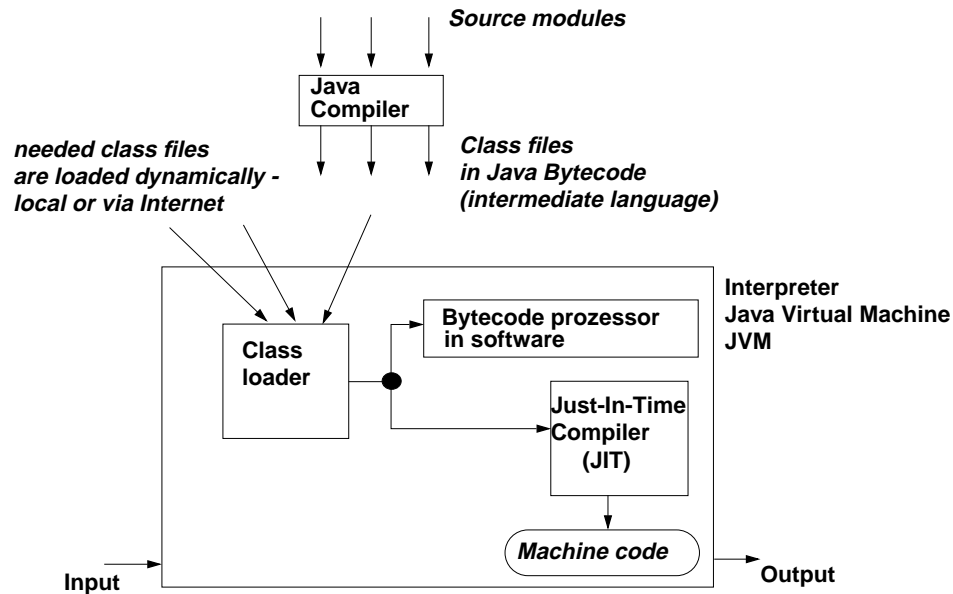 Source modules
Java
Compiler
needed class files
are loaded dynamically -
local or via Internet
Class files
in Java Bytecode
(intermediate language)
Interpreter
Java Virtual Machine
JVM
Bytecode prozessor
in software
Class
loader
Just-In-Time
Compiler
(JIT)
Machine code
Input
Output